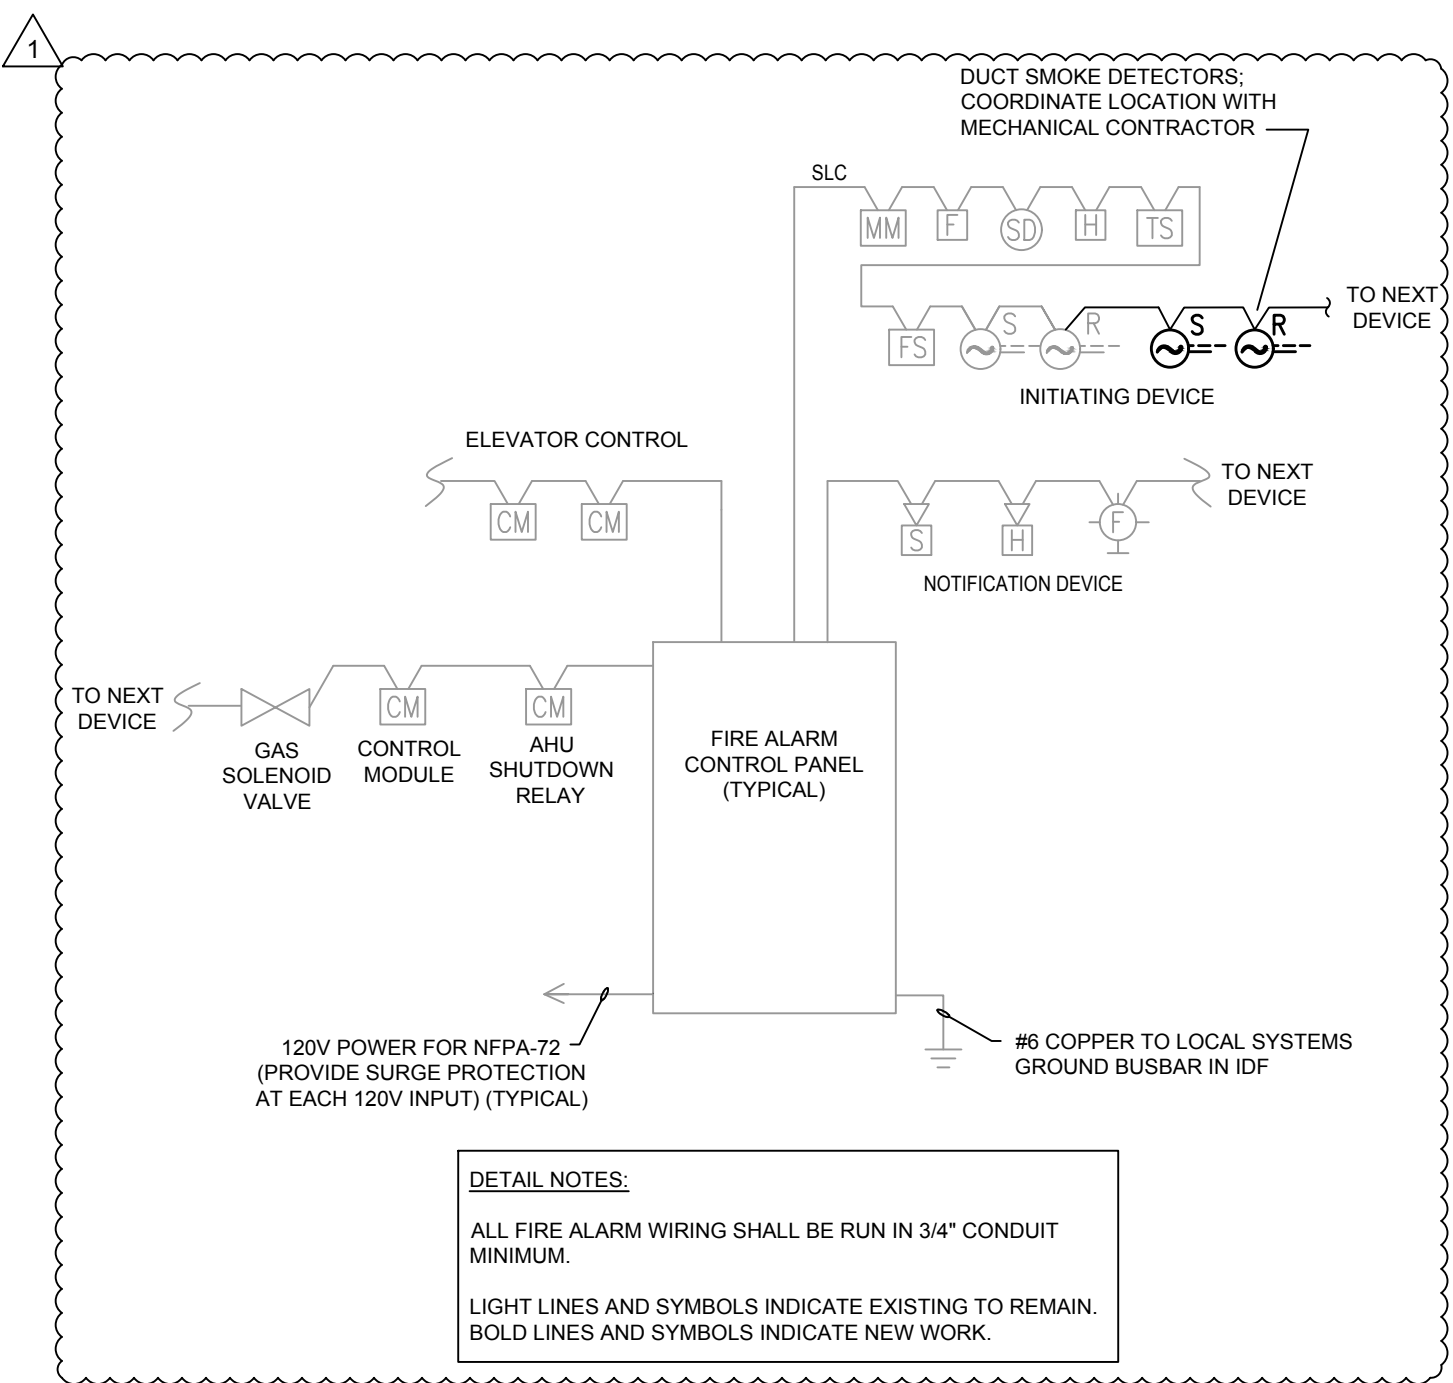 1
DUCT SMOKE DETECTORS;
COORDINATE LOCATION WITH
MECHANICAL CONTRACTOR
SLC
MM F SD H TS
TO NEXT
DEVICE
FS S R S R
INITIATING DEVICE
ELEVATOR CONTROL
CM CM
TO NEXT
DEVICE
S H F
NOTIFICATION DEVICE
TO NEXT
DEVICE
CM CM
GAS
SOLENOID
VALVE
CONTROL
MODULE
AHU
SHUTDOWN
RELAY
FIRE ALARM
CONTROL PANEL
(TYPICAL)
120V POWER FOR NFPA-72
(PROVIDE SURGE PROTECTION
AT EACH 120V INPUT) (TYPICAL)
#6 COPPER TO LOCAL SYSTEMS
GROUND BUSBAR IN IDF
DETAIL NOTES:
ALL FIRE ALARM WIRING SHALL BE RUN IN 3/4" CONDUIT
MINIMUM.
LIGHT LINES AND SYMBOLS INDICATE EXISTING TO REMAIN.
BOLD LINES AND SYMBOLS INDICATE NEW WORK.